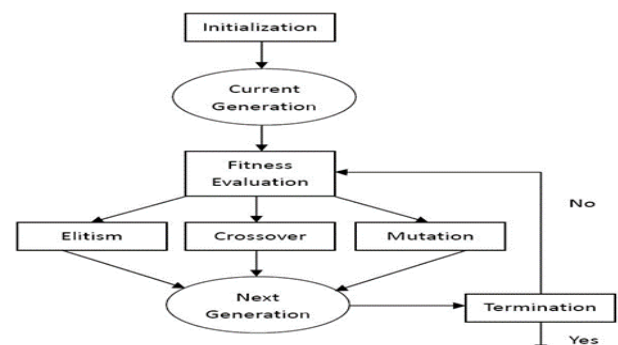 Initialization
Current
Generation
Fitness
Evaluation
No
Elitism
Crossover
Mutation
Next
Generation
Termination
Yes